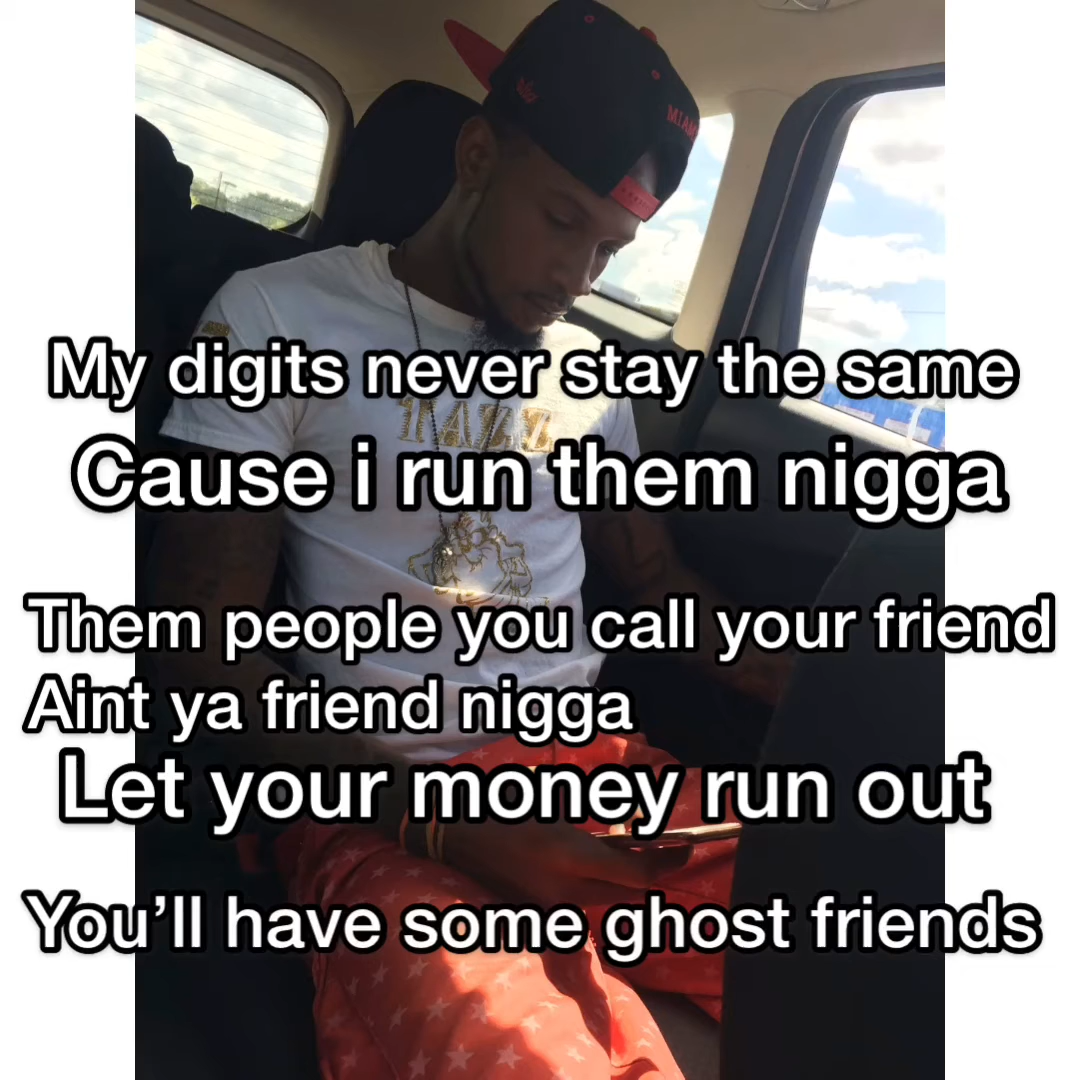 MIAMI
My digits never stay the same
Cause i run them nigga
Them people you call your friend
Aint ya friend nigga
Let your money run out
You'll have some ghost friends